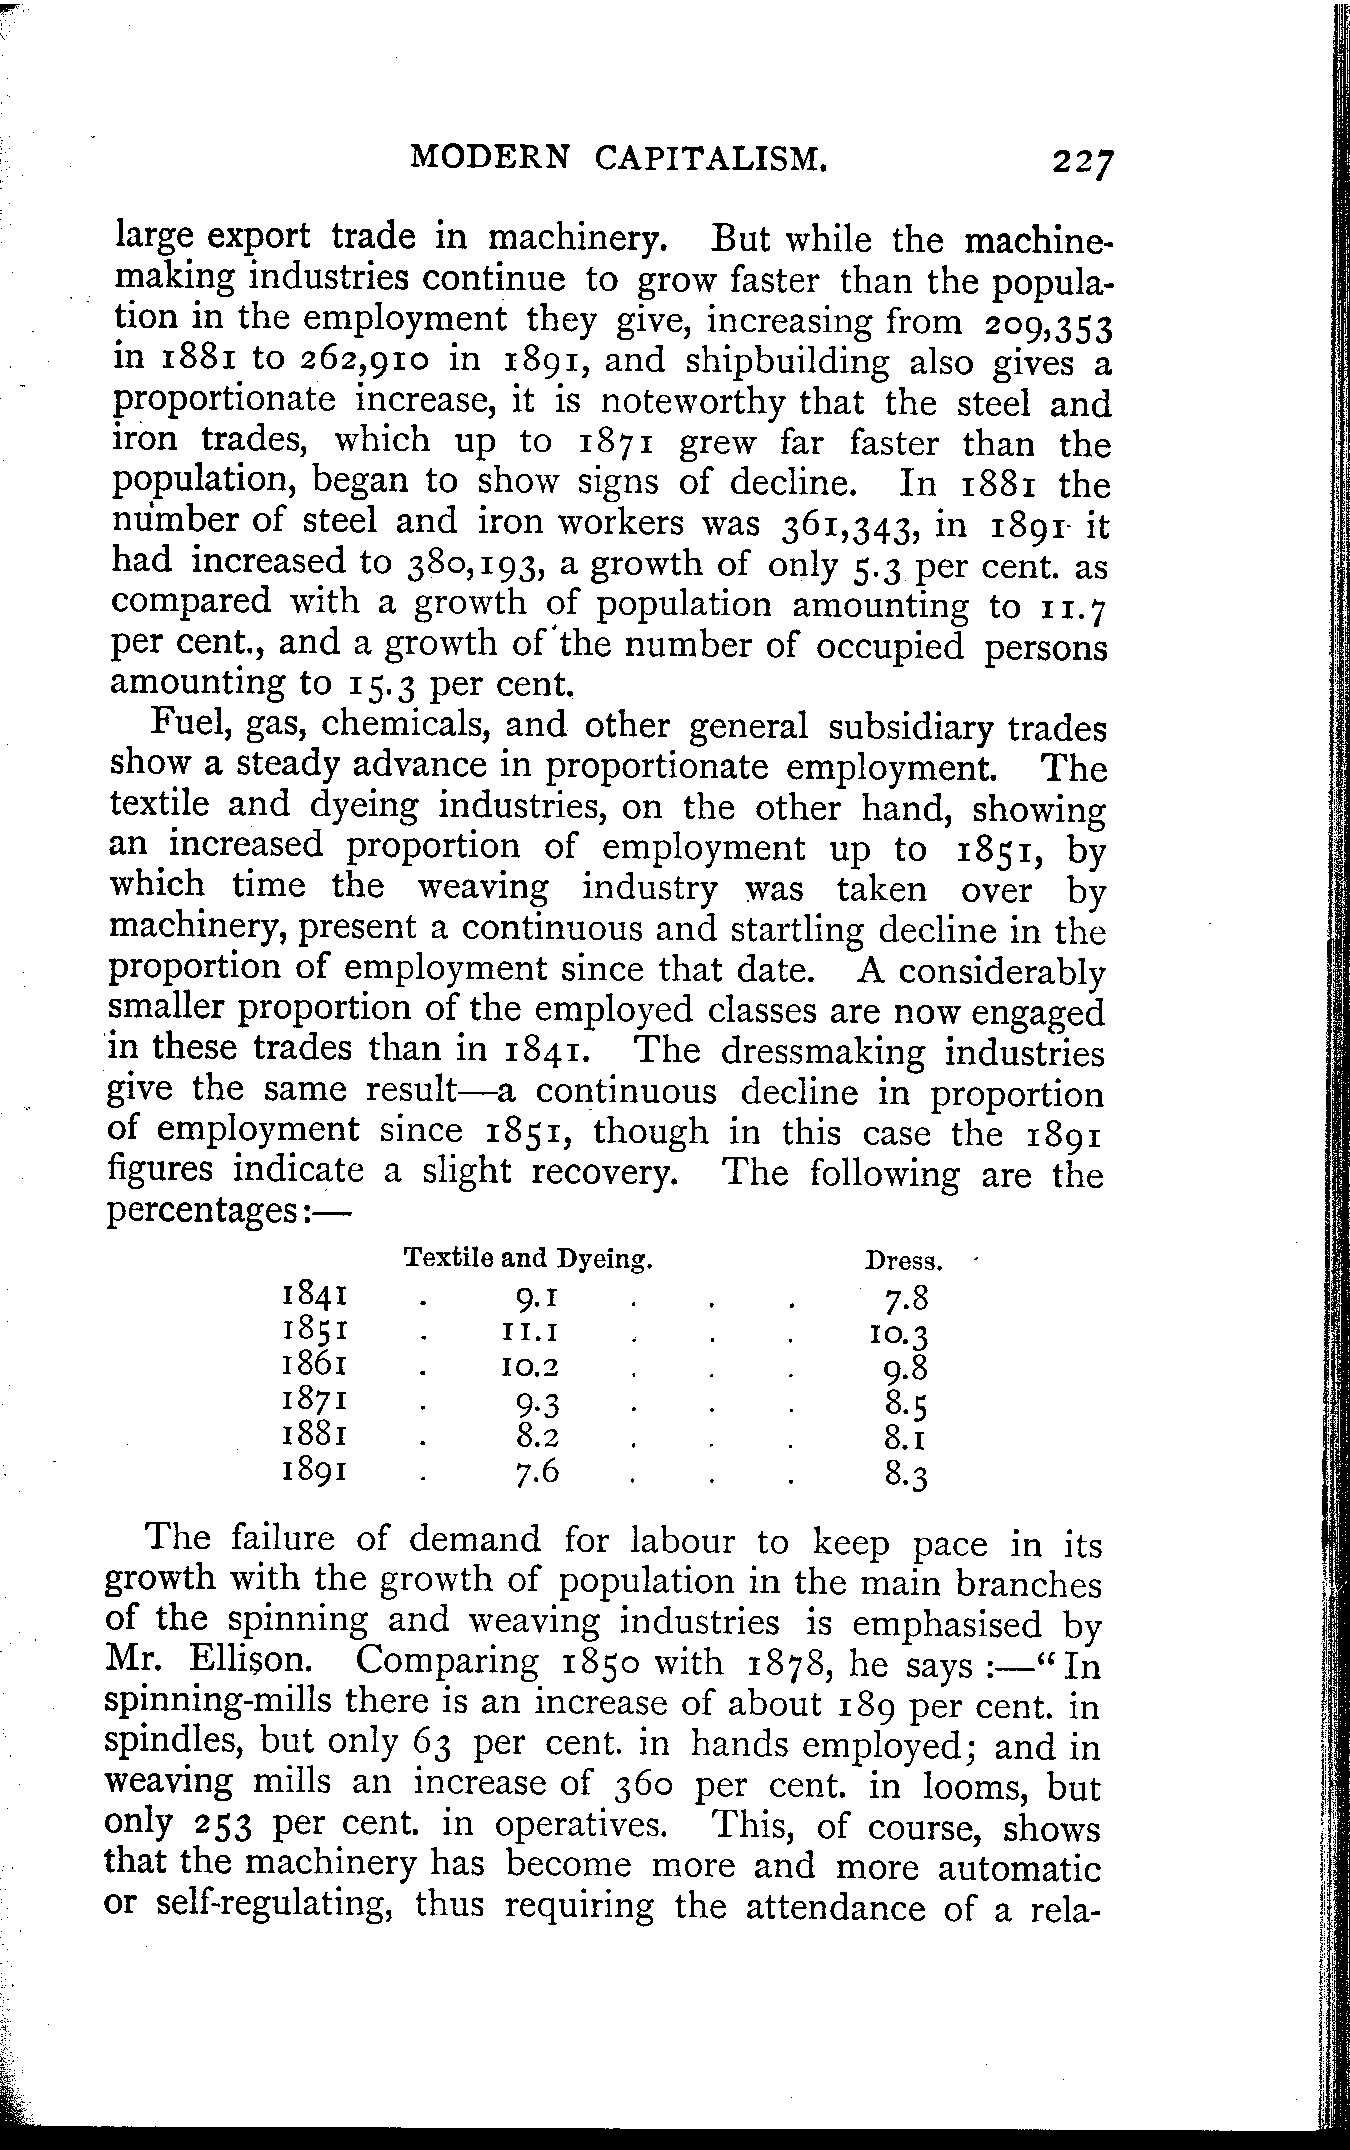 MODERN CAPITALISM. 227
large export trade in machinery. But while the machine-
making industries continue to grow faster than the popula-
tion in the employment they give, increasing from 209,353
in 1881 to 262,910 in 1891, and shipbuilding also gives a
proportionate increase, it is noteworthy that the steel and
iron trades, which up to 1871 grew far faster than the
population, began to show signs of decline. In 1881 the
number of steel and iron workers was 361,343, in 1891 it
had increased to 380,193, a growth of only 5.3 per cent. as
compared with a growth of population amounting to 11.7
per cent., and a growth of the number of occupied persons
amounting to 15.3 per cent.
Fuel, gas, chemicals, and other general subsidiary trades
show a steady advance in proportionate employment. The
textile and dyeing industries, on the other hand, showing
an increased proportion of employment up to 1851, by
which time the weaving industry was taken over by
machinery, present a continuous and startling decline in the
proportion of employment since that date. A considerably
smaller proportion of the employed classes are now engaged
in these trades than in 1841. The dressmaking industries
give the same result—a continuous decline in proportion
of employment since 1851, though in this case the 1891
figures indicate a slight recovery. The following are the
percentages:—
Textile and Dyeing. Dress.
1841 . 9.1 . . . 7.8
1851 . 11.1 . . . 10.3
1861 . 10.2 . . . 9.8
1871 . 9.3 . . . 8.5
1881 . 8.2 . . . 8.1
1891 . 7.6 . . . 8.3
The failure of demand for labour to keep pace in its
growth with the growth of population in the main branches
of the spinning and weaving industries is emphasised by
Mr. Ellison. Comparing 1850 with 1878, he says :—"In
spinning-mills there is an increase of about 189 per cent. in
spindles, but only 63 per cent. in hands employed; and in
weaving mills an increase of 360 per cent. in looms, but
only 253 per cent. in operatives. This, of course, shows
that the machinery has become more and more automatic
or self-regulating, thus requiring the attendance of a rela-